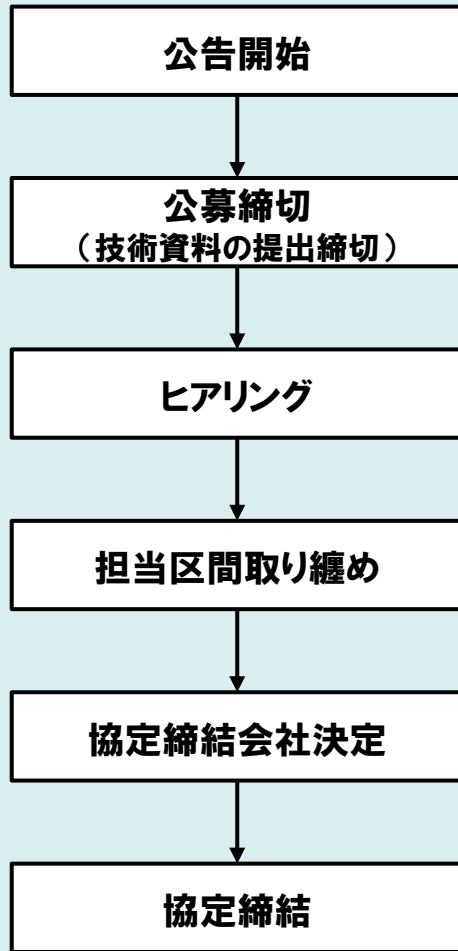 公告開始
公募締切
（技術資料の提出締切）
ヒアリング
担当区間取り纏め
協定締結会社決定
協定締結